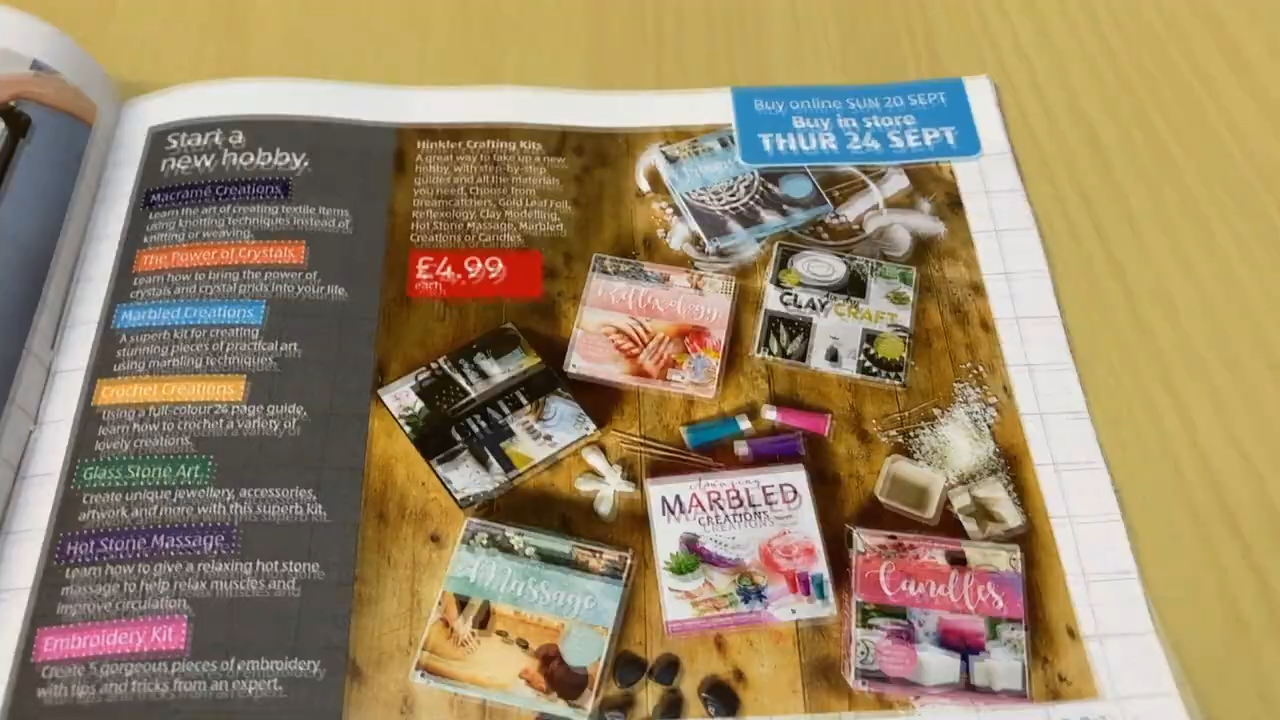 Start a
new hobby.
Macramé Creations
Learn the art of creating textile items
using knotting techniques instead of
knitting or weaving.
The Power of Crystals
Learn how to bring the power of
crystals and crystal grids into your life.
Marbled Creations
A superb kit for creating
stunning pieces of practical art
using marbling techniques.
Crochet Creations
Using a full-colour 26 page guide,
learn how to crochet a variety of
lovely creations.
Glass Stone Art
Create unique jewellery, accessories,
artwork and more with this superb kit.
Hot Stone Massage
Learn how to give a relaxing hot stone
massage to help relax muscles and
improve circulation.
Embroidery Kit
Create 5 gorgeous pieces of embroidery
with tips and tricks from an expert.
Hinkler Crafting Kits
A great way to take up a new
hobby, with step-by-step
guides and all the materials
you need. Choose from
Dreamcatchers, Gold Leaf Foil,
Reflexology, Clay Modelling,
Hot Stone Massage, Marbled
Creations or Candles.
£4.99
each
Buy online SUN 20 SEPT
Buy in store
THUR 24 SEPT
Reflexology
CLAY CRAFT
CRAFT
MARBLED
CREATIONS
Massage
Candles